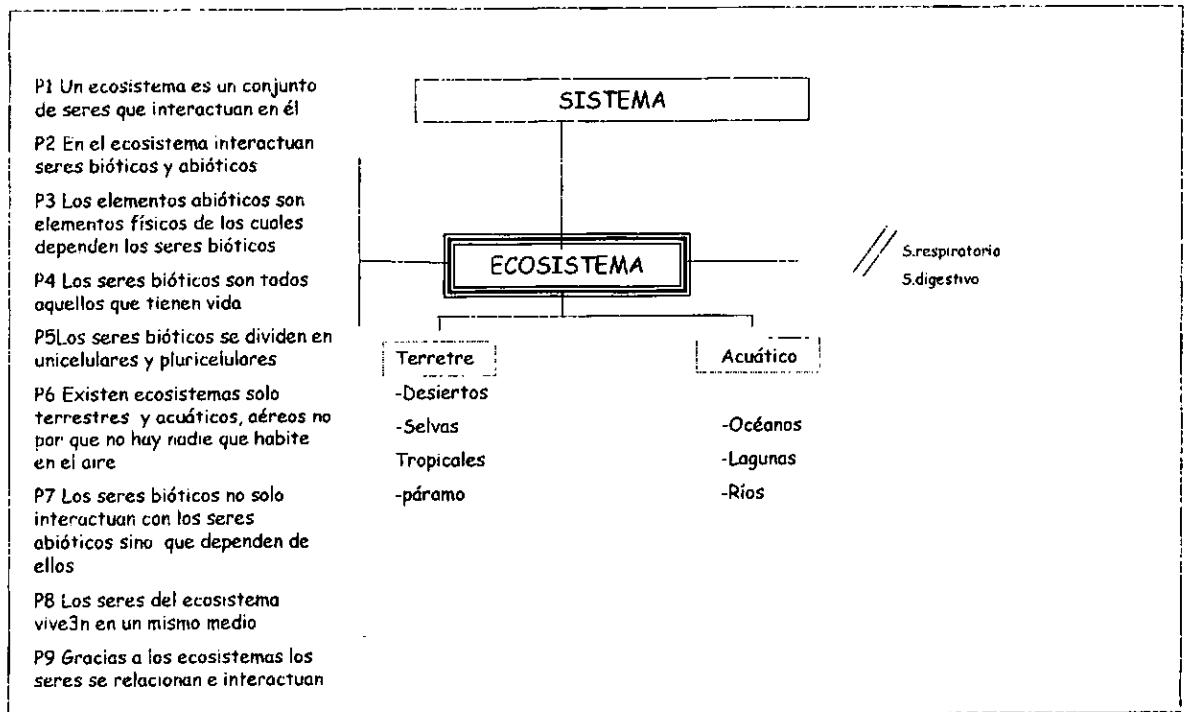 P1 Un ecosistema es un conjunto
de seres que interactuan en él
P2 En el ecosistema interactuan
seres bióticos y abióticos
P3 Los elementos abióticos son
elementos físicos de los cuales
dependen los seres bióticos
P4 Los seres bióticos son todos
aquellos que tienen vida
P5Los seres bióticos se dividen en
unicelulares y pluricelulares
P6 Existen ecosistemas solo
terrestres y acuáticos, aéreos no
por que no hay nadie que habite
en el aire
P7 Los seres bióticos no solo
interactuan con los seres
abióticos sino que dependen de
ellos
P8 Los seres del ecosistema
vive3n en un mismo medio
P9 Gracias a los ecosistemas los
seres se relacionan e interactuan
SISTEMA
ECOSISTEMA
S.respiratorio
S.digestivo
Terretre
-Desiertos
-Selvas
Tropicales
-páramo
Acuático
-Océanos
-Lagunas
-Ríos